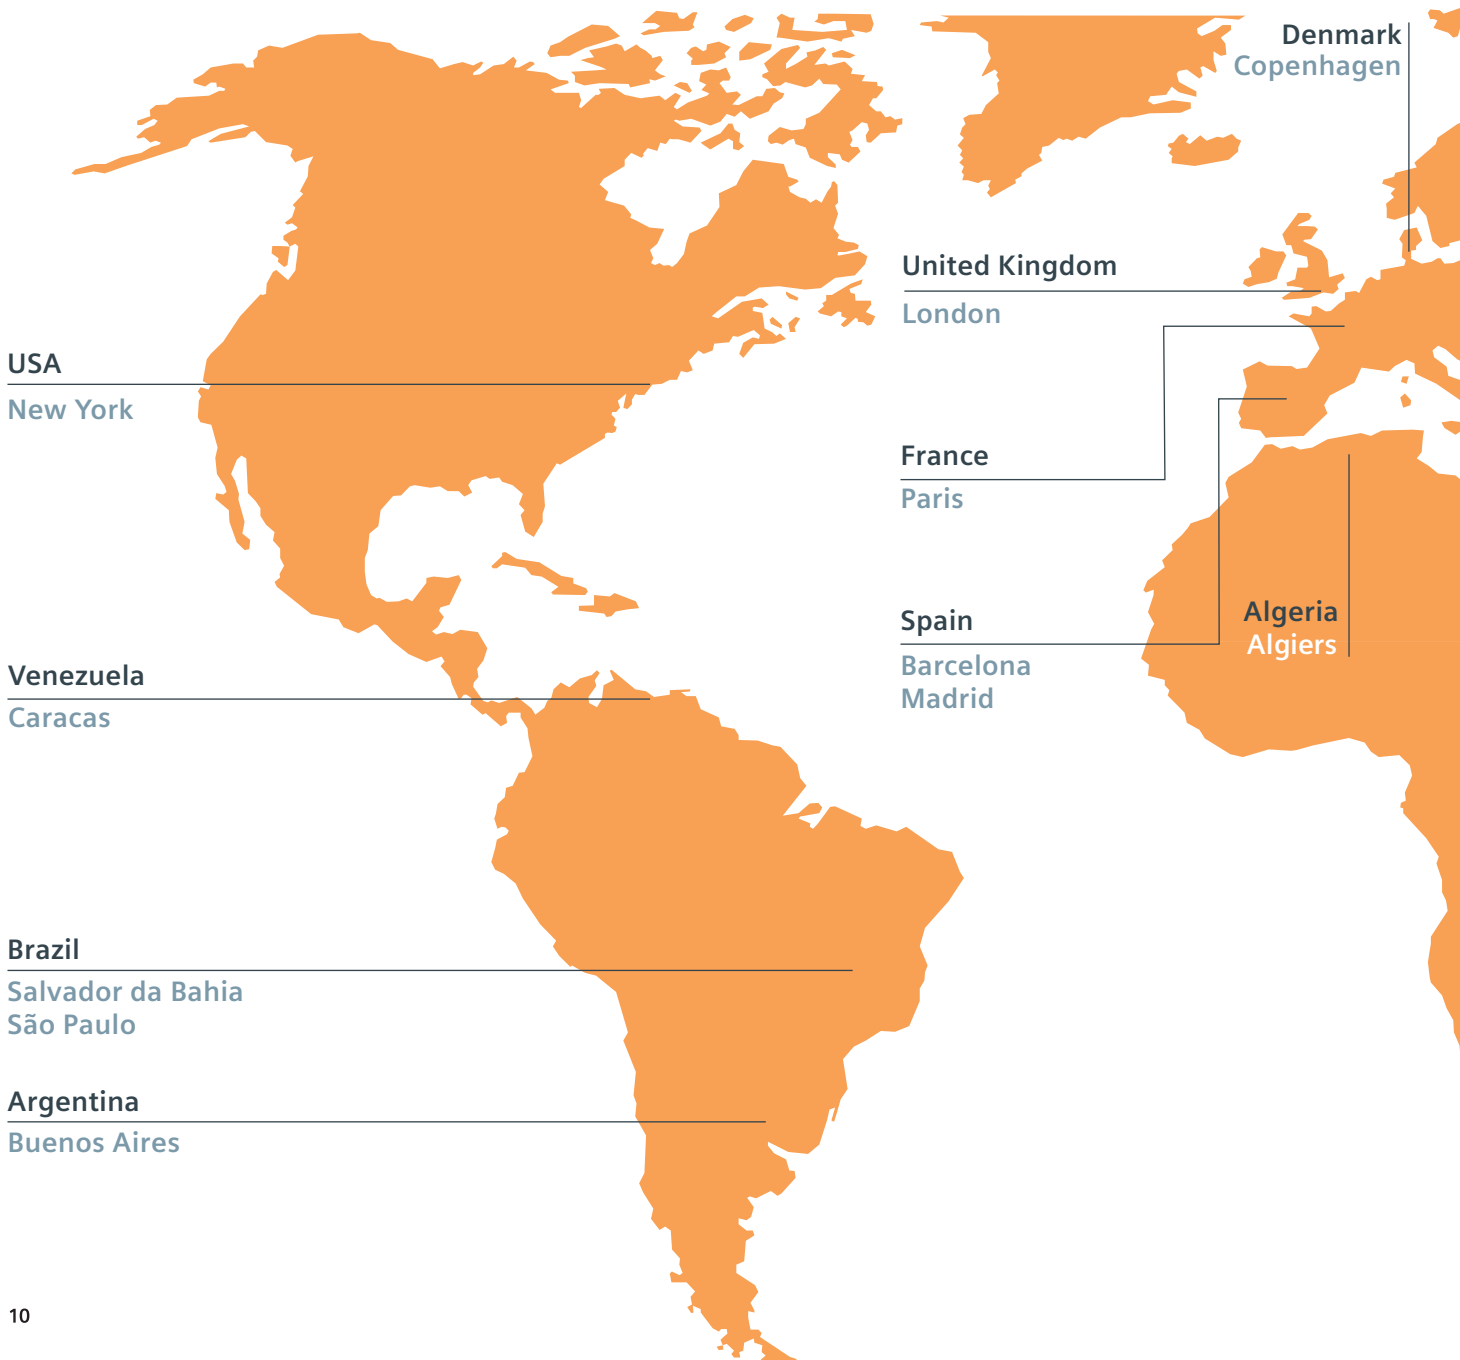 Denmark
Copenhagen
United Kingdom
London
USA
New York
France
Paris
Spain
Barcelona
Madrid
Algeria
Algiers
Venezuela
Caracas
Brazil
Salvador da Bahia
São Paulo
Argentina
Buenos Aires
10